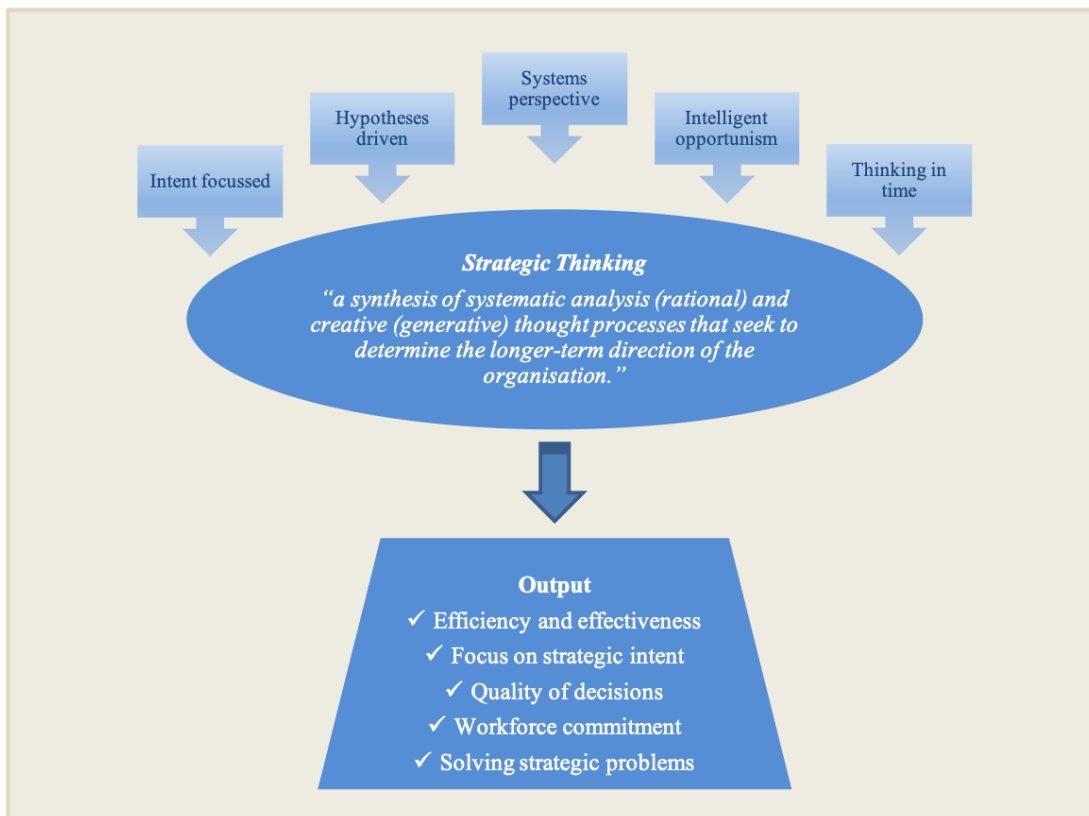 Intent focussed
Hypotheses
driven
Systems
perspective
Intelligent
opportunism
Thinking in
time
Strategic Thinking
“a synthesis of systematic analysis (rational) and
creative (generative) thought processes that seek to
determine the longer-term direction of the
organisation.”
Output
✓ Efficiency and effectiveness
✓ Focus on strategic intent
✓ Quality of decisions
✓ Workforce commitment
✓ Solving strategic problems